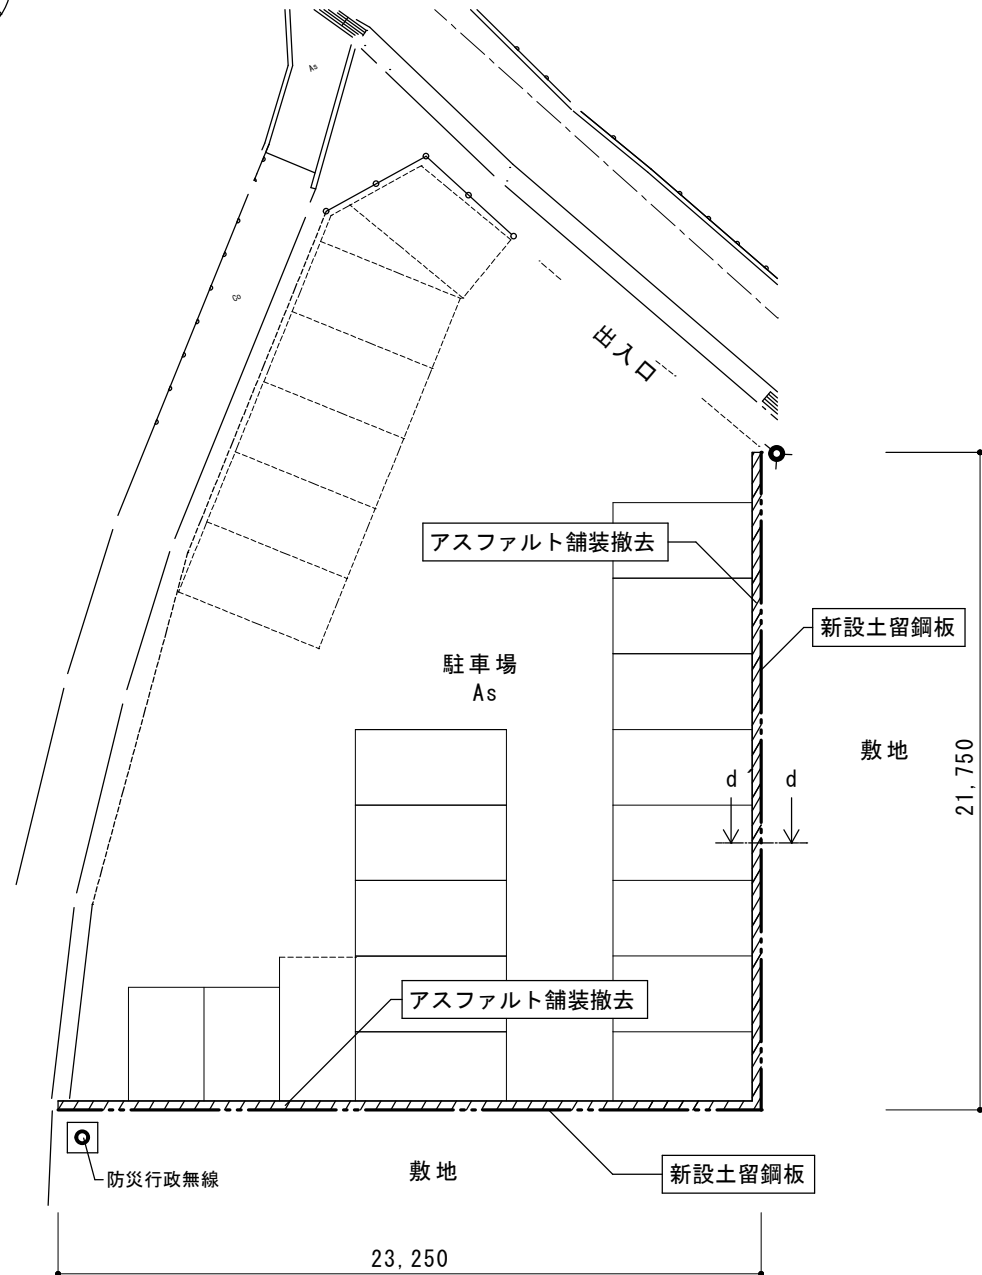 As
Co
出入口
アスファルト舗装撤去
新設土留鋼板
駐車場
As
敷地
21,750
d'
d
アスファルト舗装撤去
防災行政無線
敷地
新設土留鋼板
23,250